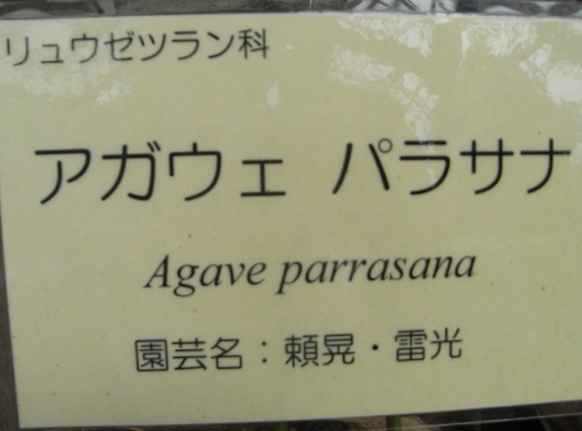 リュウゼツラン科
アガウェ パラサナ
Agave parrasana
園芸名：頼晃・雷光